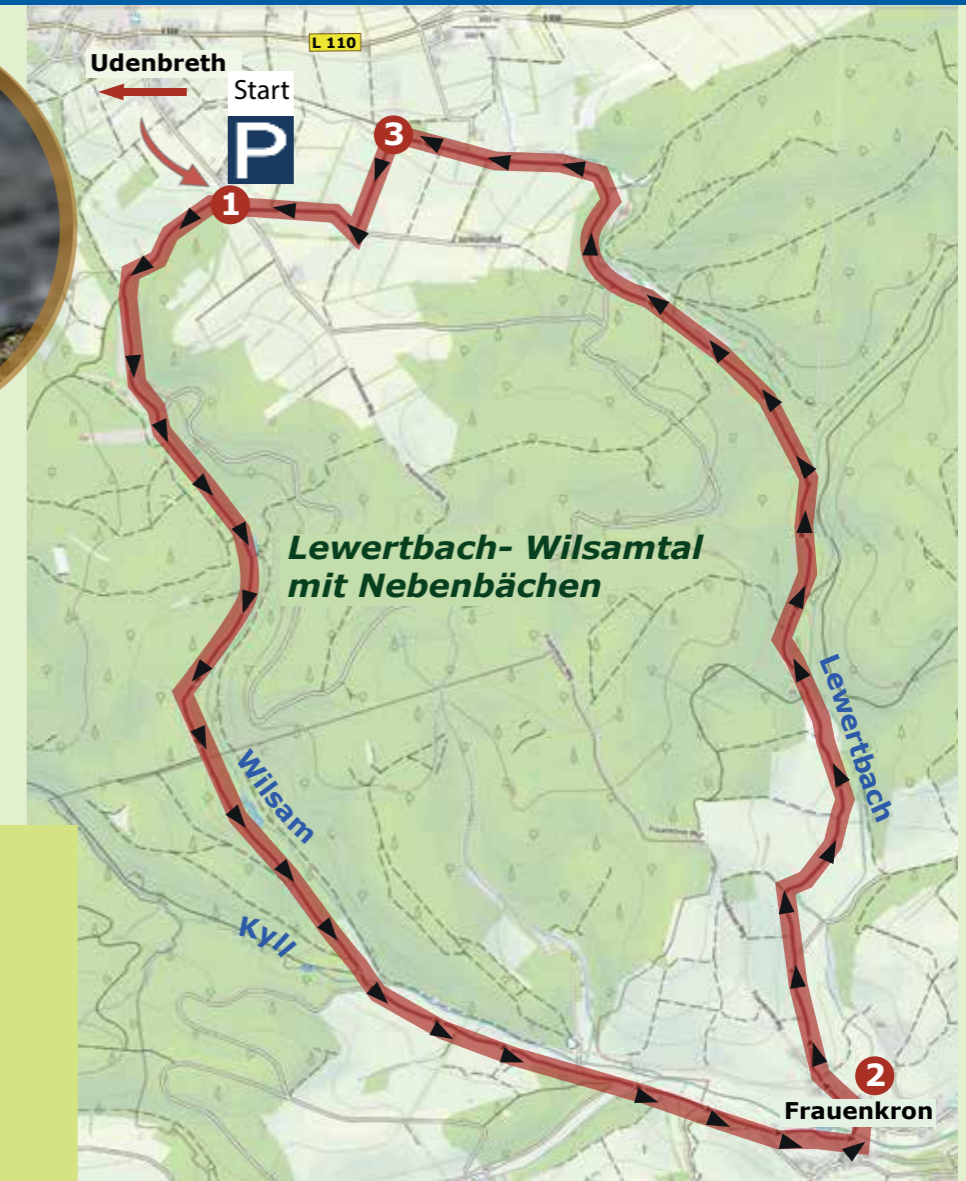 L 110
Udenbreth
Start
P
3
1
Lewertbach- Wilsamtal
mit Nebenbächen
Lewertbach
Wilsam
Kyll
2
Frauenkron